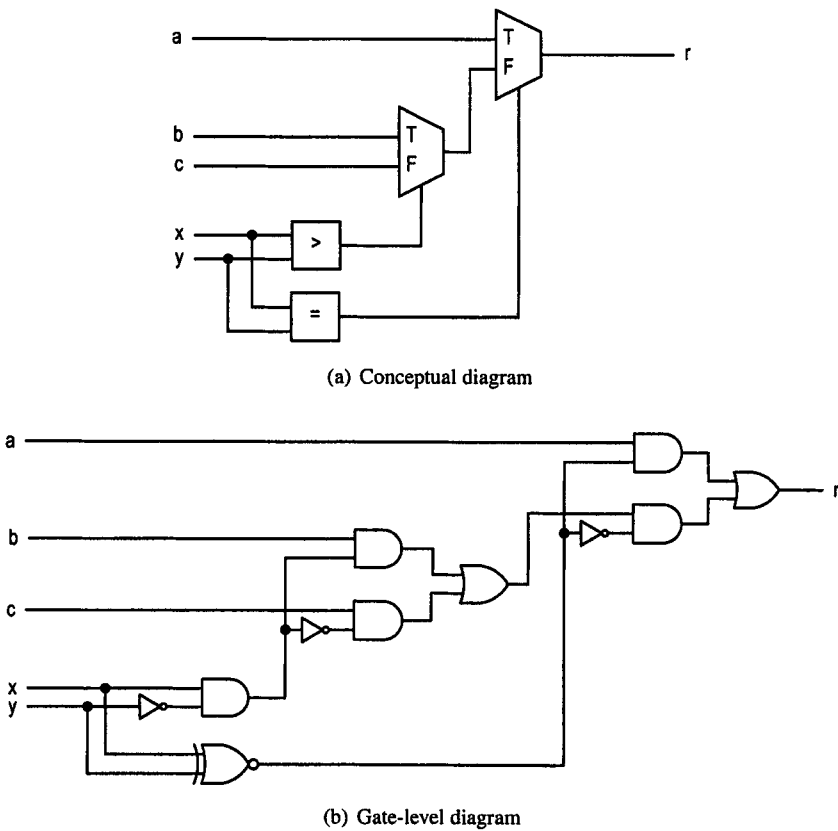 a
T
r
F
b
T
c
F
x
>
y
=
(a) Conceptual diagram
a
r
b
c
x
y
(b) Gate-level diagram